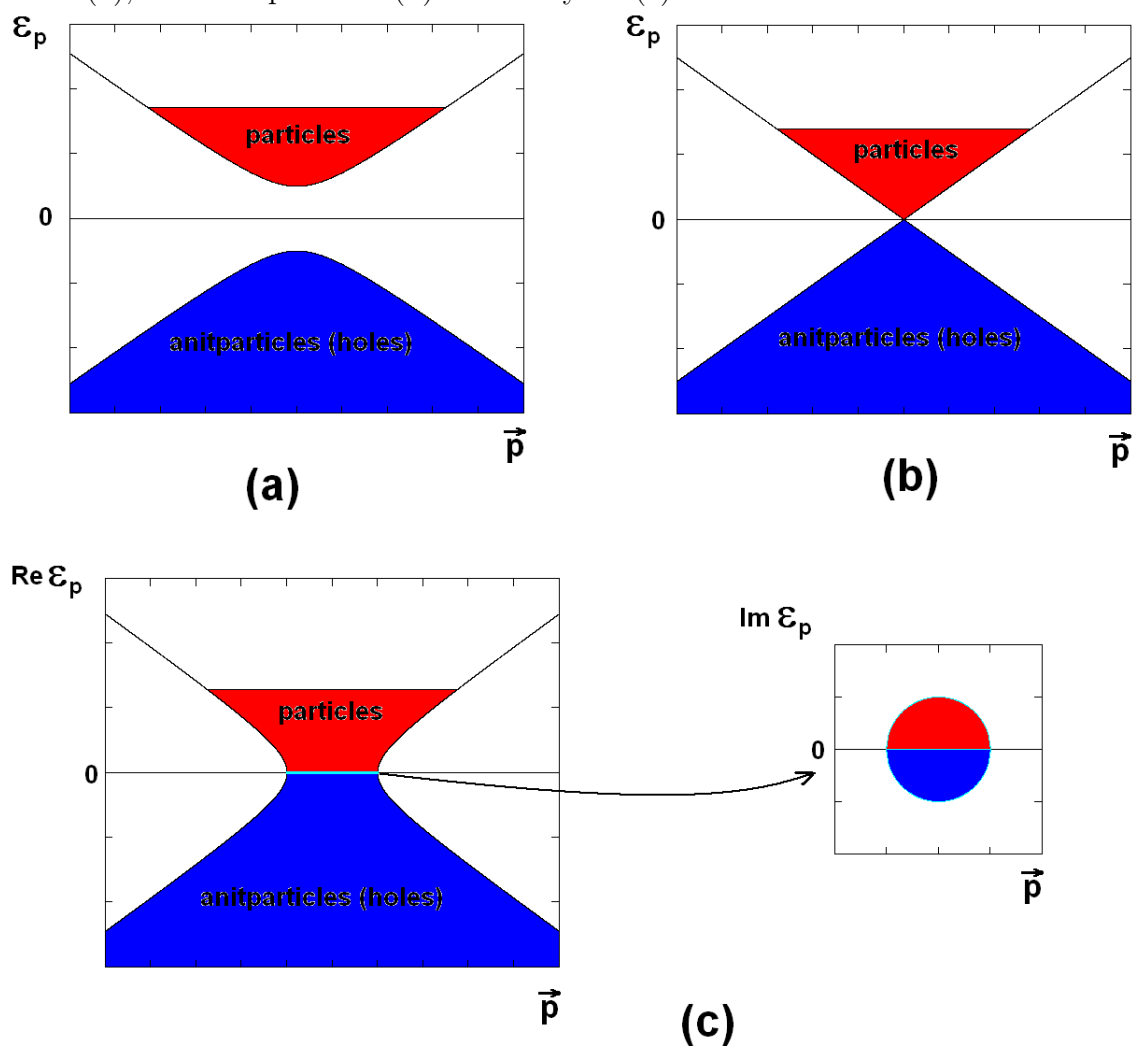 εp
particles
0
anitparticles (holes)
p
(a)
εp
particles
0
anitparticles (holes)
p
(b)
Re εp
particles
0
anitparticles (holes)
p
Im εp
0
p
(c)